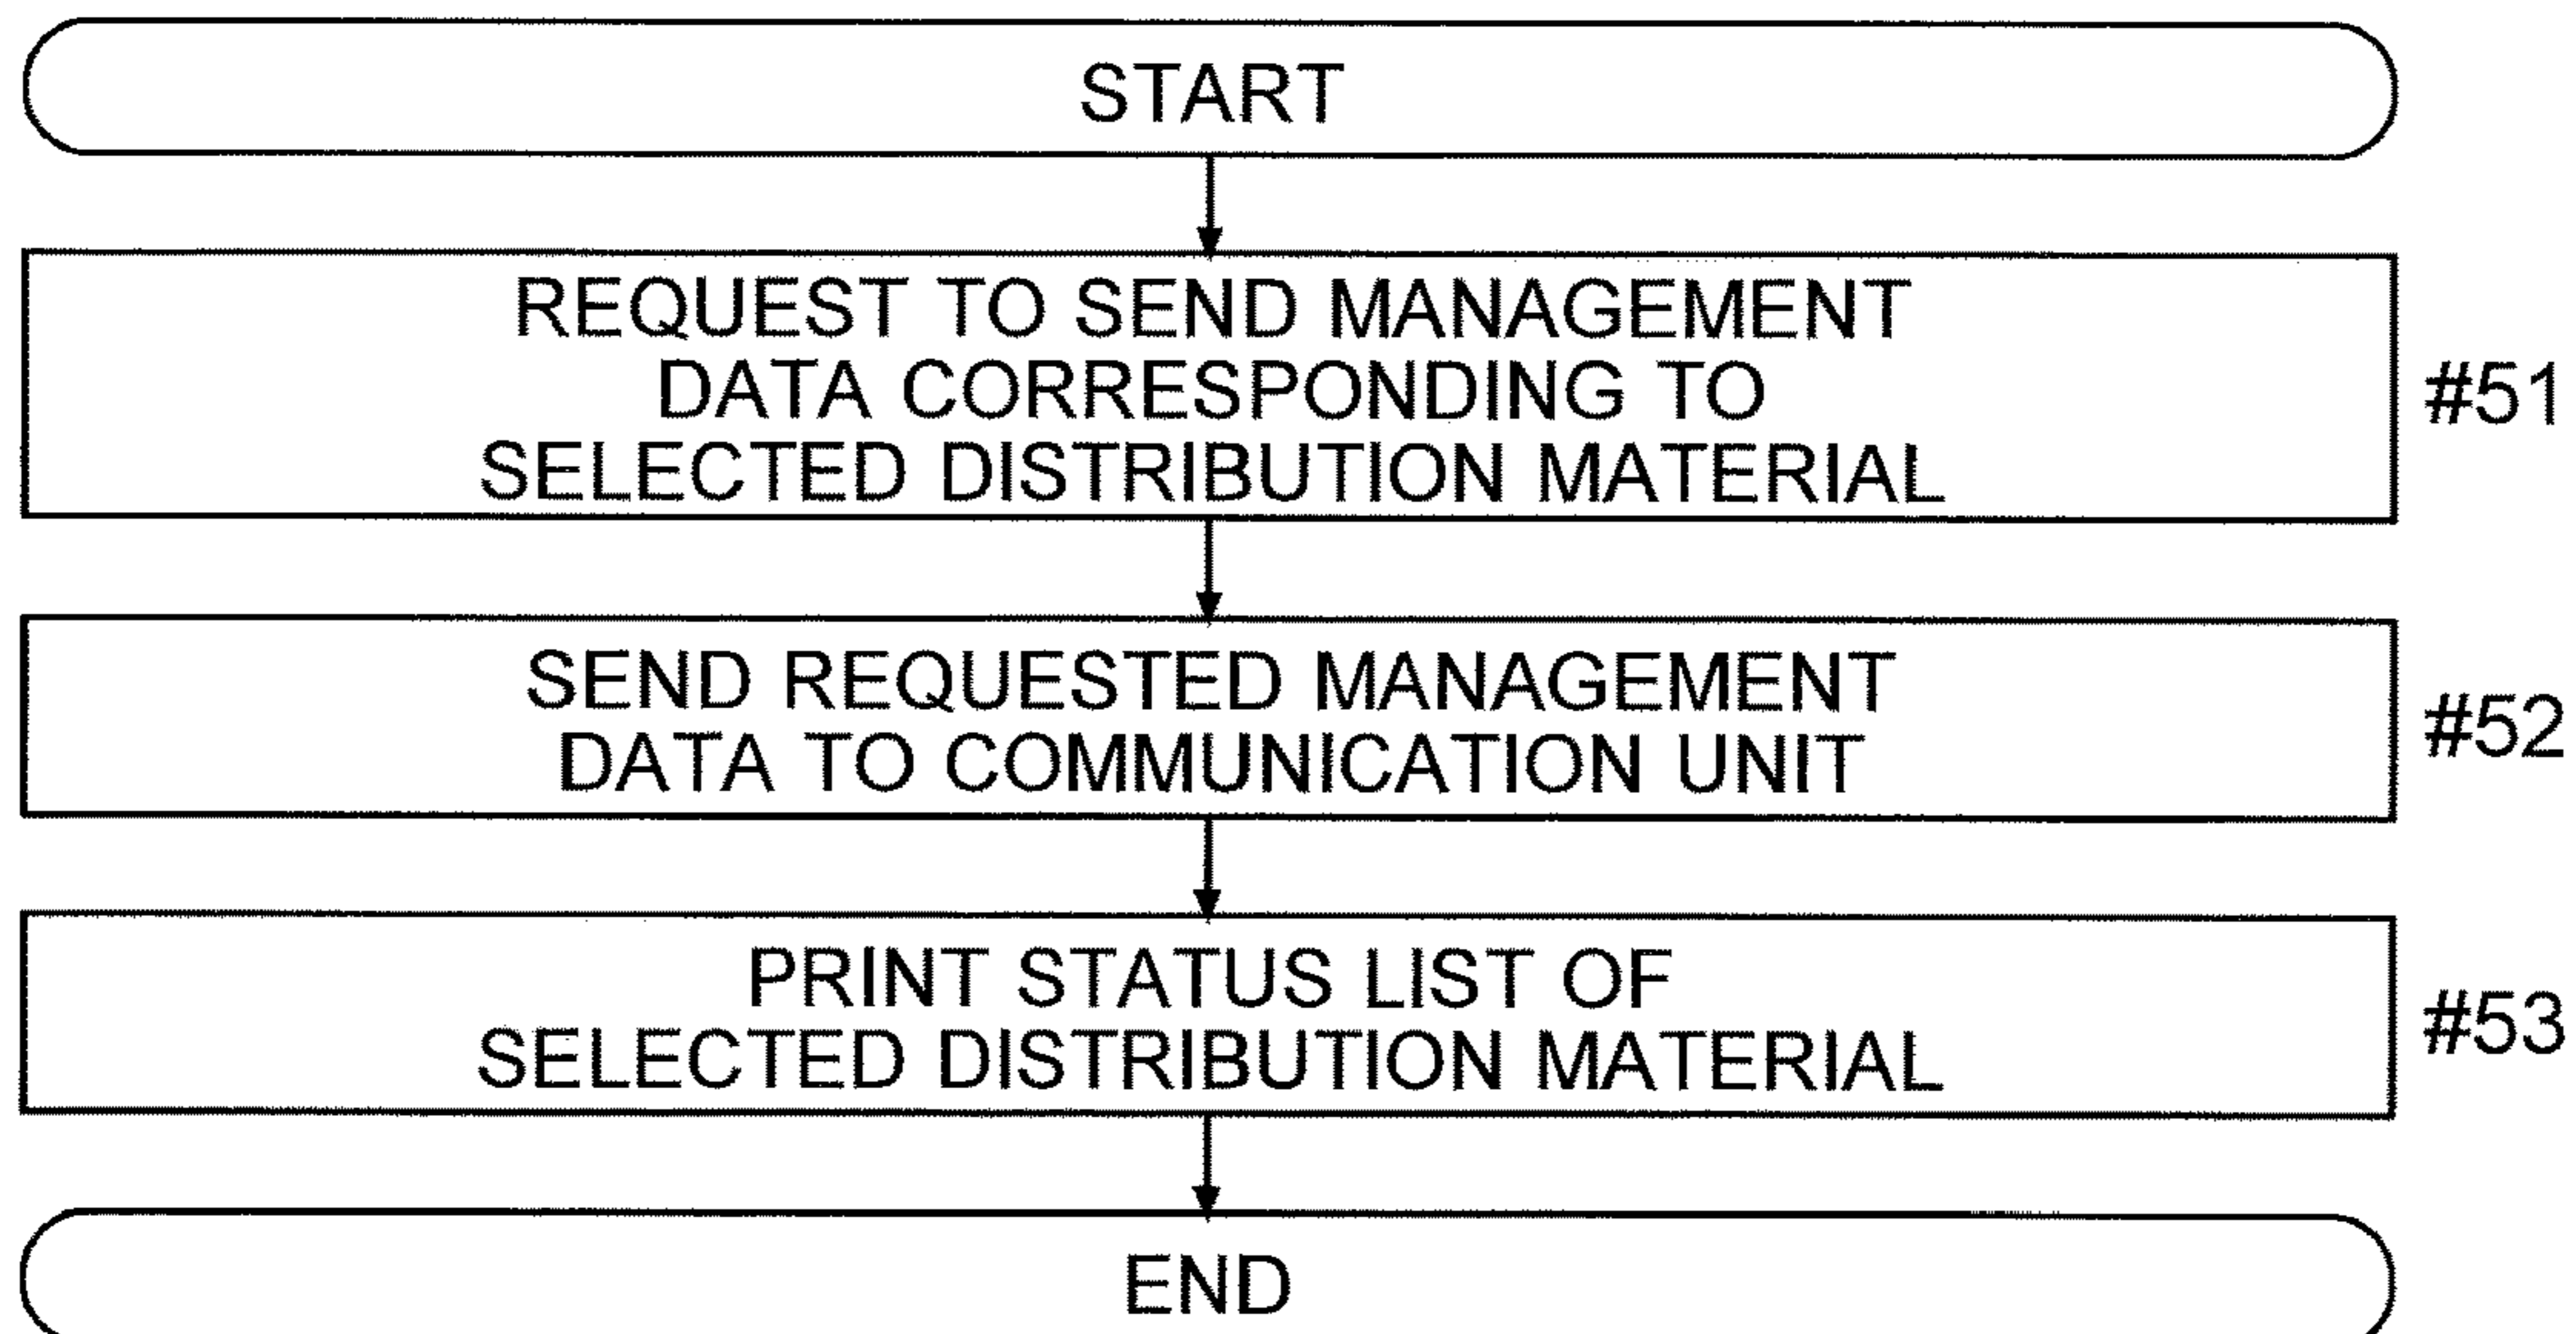 START
REQUEST TO SEND MANAGEMENT
DATA CORRESPONDING TO
SELECTED DISTRIBUTION MATERIAL
#51
SEND REQUESTED MANAGEMENT
DATA TO COMMUNICATION UNIT
#52
PRINT STATUS LIST OF
SELECTED DISTRIBUTION MATERIAL
#53
END